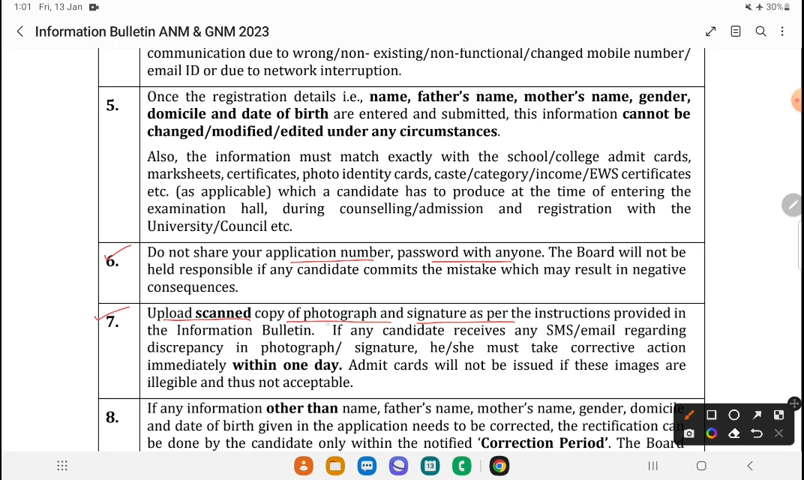 1:01 Fri, 13 Jan
30%
Information Bulletin ANM & GNM 2023
communication due to wrong/non- existing/non-functional/changed mobile number/
email ID or due to network interruption.
5.
Once the registration details i.e., name, father's name, mother's name, gender,
domicile and date of birth are entered and submitted, this information cannot be
changed/modified/edited under any circumstances.
Also, the information must match exactly with the school/college admit cards,
marksheets, certificates, photo identity cards, caste/category/income/EWS certificates
etc. (as applicable) which a candidate has to produce at the time of entering the
examination hall, during counselling/admission and registration with the
University/Council etc.
6.
Do not share your application number, password with anyone. The Board will not be
held responsible if any candidate commits the mistake which may result in negative
consequences.
7.
Upload scanned copy of photograph and signature as per the instructions provided in
the Information Bulletin. If any candidate receives any SMS/email regarding
discrepancy in photograph/ signature, he/she must take corrective action
immediately within one day. Admit cards will not be issued if these images are
illegible and thus not acceptable.
8.
If any information other than name, father's name, mother's name, gender, domicile
and date of birth given in the application needs to be corrected, the rectification can
be done by the candidate only within the notified 'Correction Period'. The Board
13